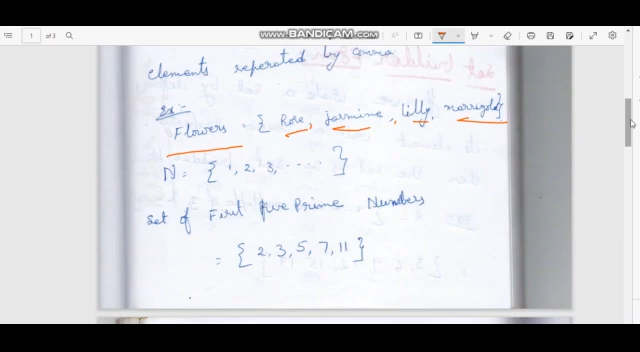 WWW.BANDICAM.COM
1 of 3
Elements seperated by comma
Ex:-
Flowers = { Rose, Jasmine, Lilly, marrigold}
N = { 1, 2, 3, ..... }
Set of First five Prime Numbers
= { 2, 3, 5, 7, 11 }